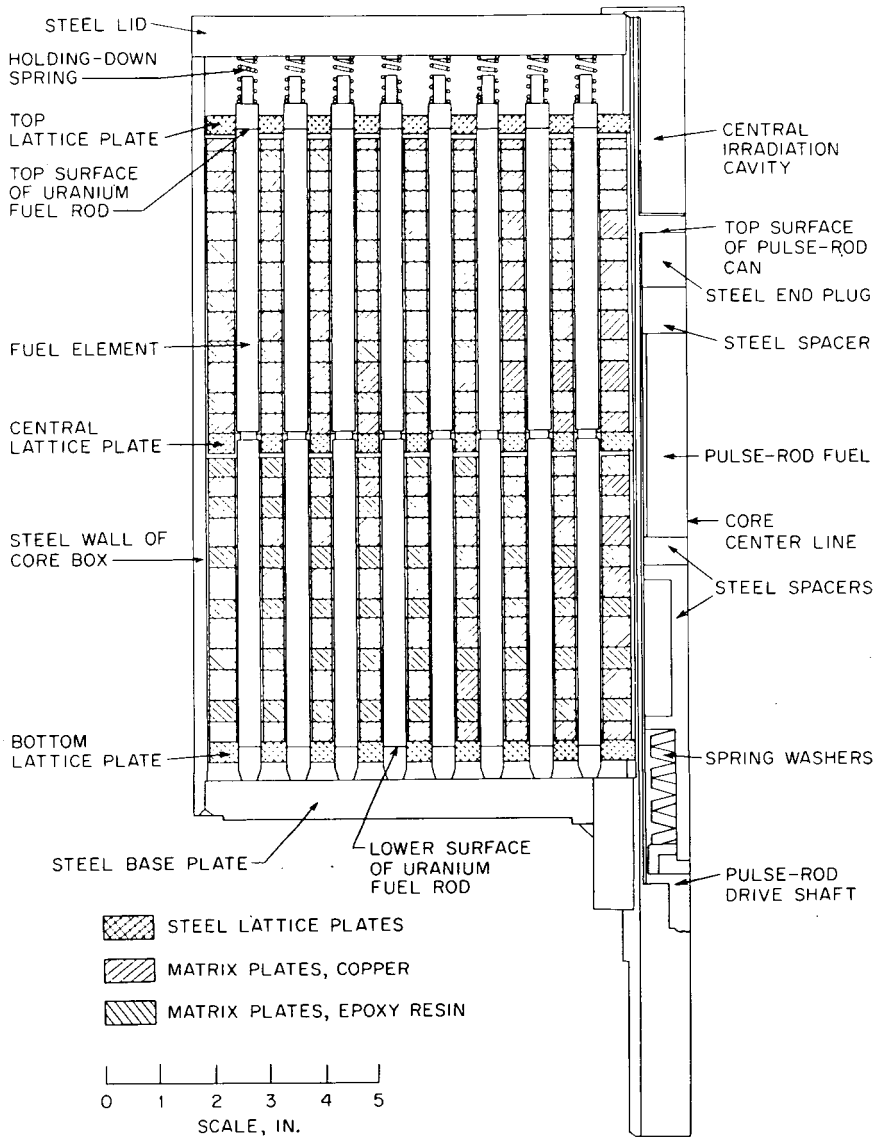 STEEL LID
HOLDING-DOWN
SPRING
TOP
LATTICE PLATE
TOP SURFACE
OF URANIUM
FUEL ROD
FUEL ELEMENT
CENTRAL
LATTICE PLATE
STEEL WALL OF
CORE BOX
BOTTOM
LATTICE PLATE
STEEL BASE PLATE
LOWER SURFACE
OF URANIUM
FUEL ROD
CENTRAL
IRRADIATION
CAVITY
TOP SURFACE
OF PULSE-ROD
CAN
STEEL END PLUG
STEEL SPACER
PULSE-ROD FUEL
CORE
CENTER LINE
STEEL SPACERS
SPRING WASHERS
PULSE-ROD
DRIVE SHAFT
STEEL LATTICE PLATES
MATRIX PLATES, COPPER
MATRIX PLATES, EPOXY RESIN
0 1 2 3 4 5
SCALE, IN.